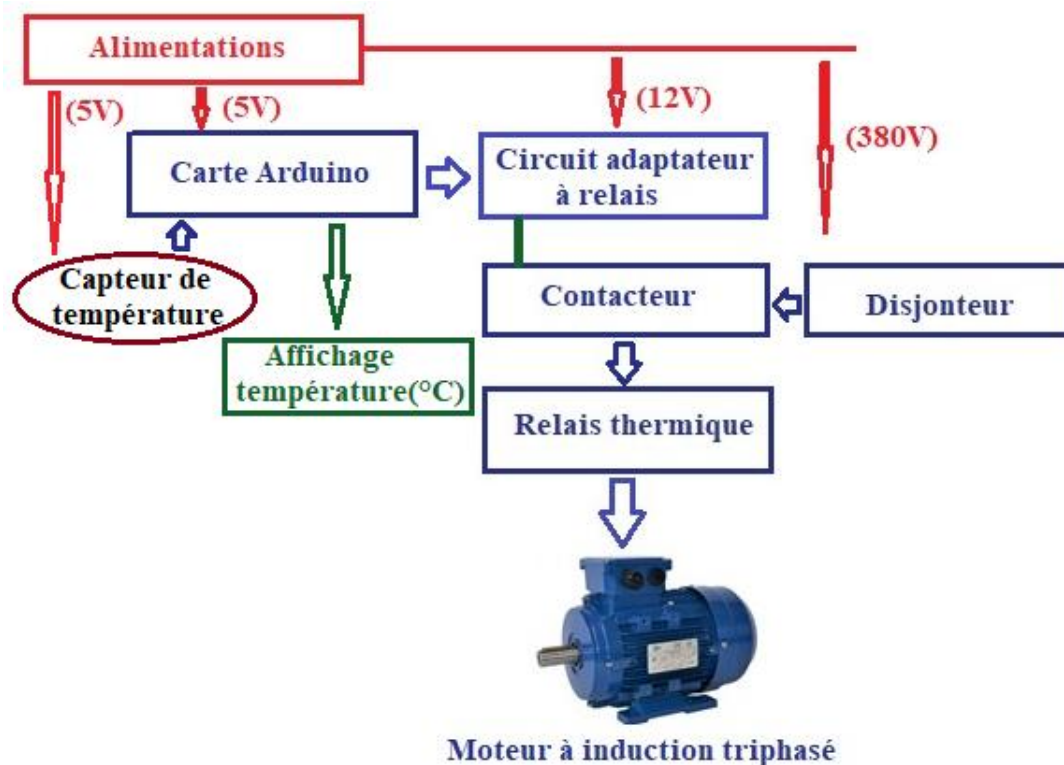 Alimentations
(5V)
(5V)
(12V)
(380V)
Carte Arduino
Circuit adaptateur
à relais
Capteur de
température
Contacteur
Disjonteur
Affichage
température(°C)
Relais thermique
Moteur à induction triphasé